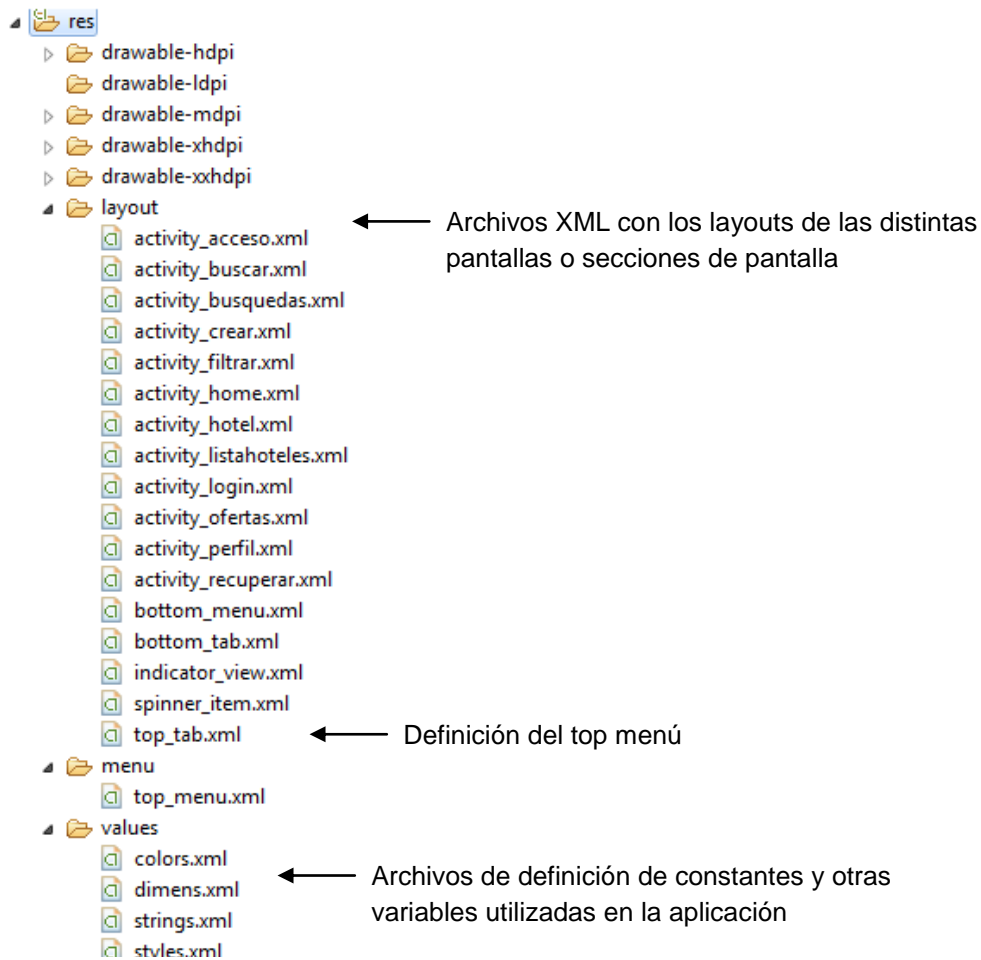 res
drawable-hdpi
drawable-ldpi
drawable-mdpi
drawable-xhdpi
drawable-xxhdpi
layout
Archivos XML con los layouts de las distintas
pantallas o secciones de pantalla
activity_acceso.xml
activity_buscar.xml
activity_busquedas.xml
activity_crear.xml
activity_filtrar.xml
activity_home.xml
activity_hotel.xml
activity_listahoteles.xml
activity_login.xml
activity_ofertas.xml
activity_perfil.xml
activity_recuperar.xml
bottom_menu.xml
bottom_tab.xml
indicator_view.xml
spinner_item.xml
top_tab.xml
Definición del top menú
menu
top_menu.xml
values
colors.xml
dimens.xml
Archivos de definición de constantes y otras
variables utilizadas en la aplicación
strings.xml
styles.xml